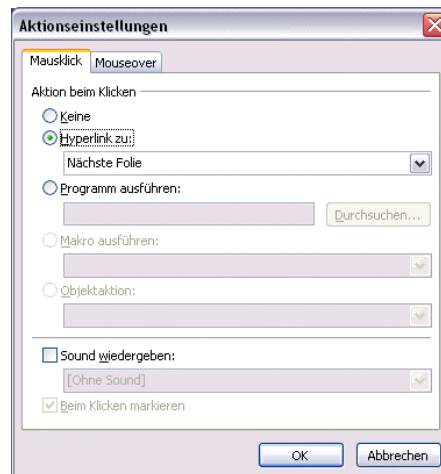 Aktionseinstellungen
Mausklick Mouseover
Aktion beim Klicken
Keine
Hyperlink zu:
Nächste Folie
Programm ausführen:
Durchsuchen...
Makro ausführen:
Objektaktion:
Sound wiedergeben:
[Ohne Sound]
Beim Klicken markieren
OK Abbrechen